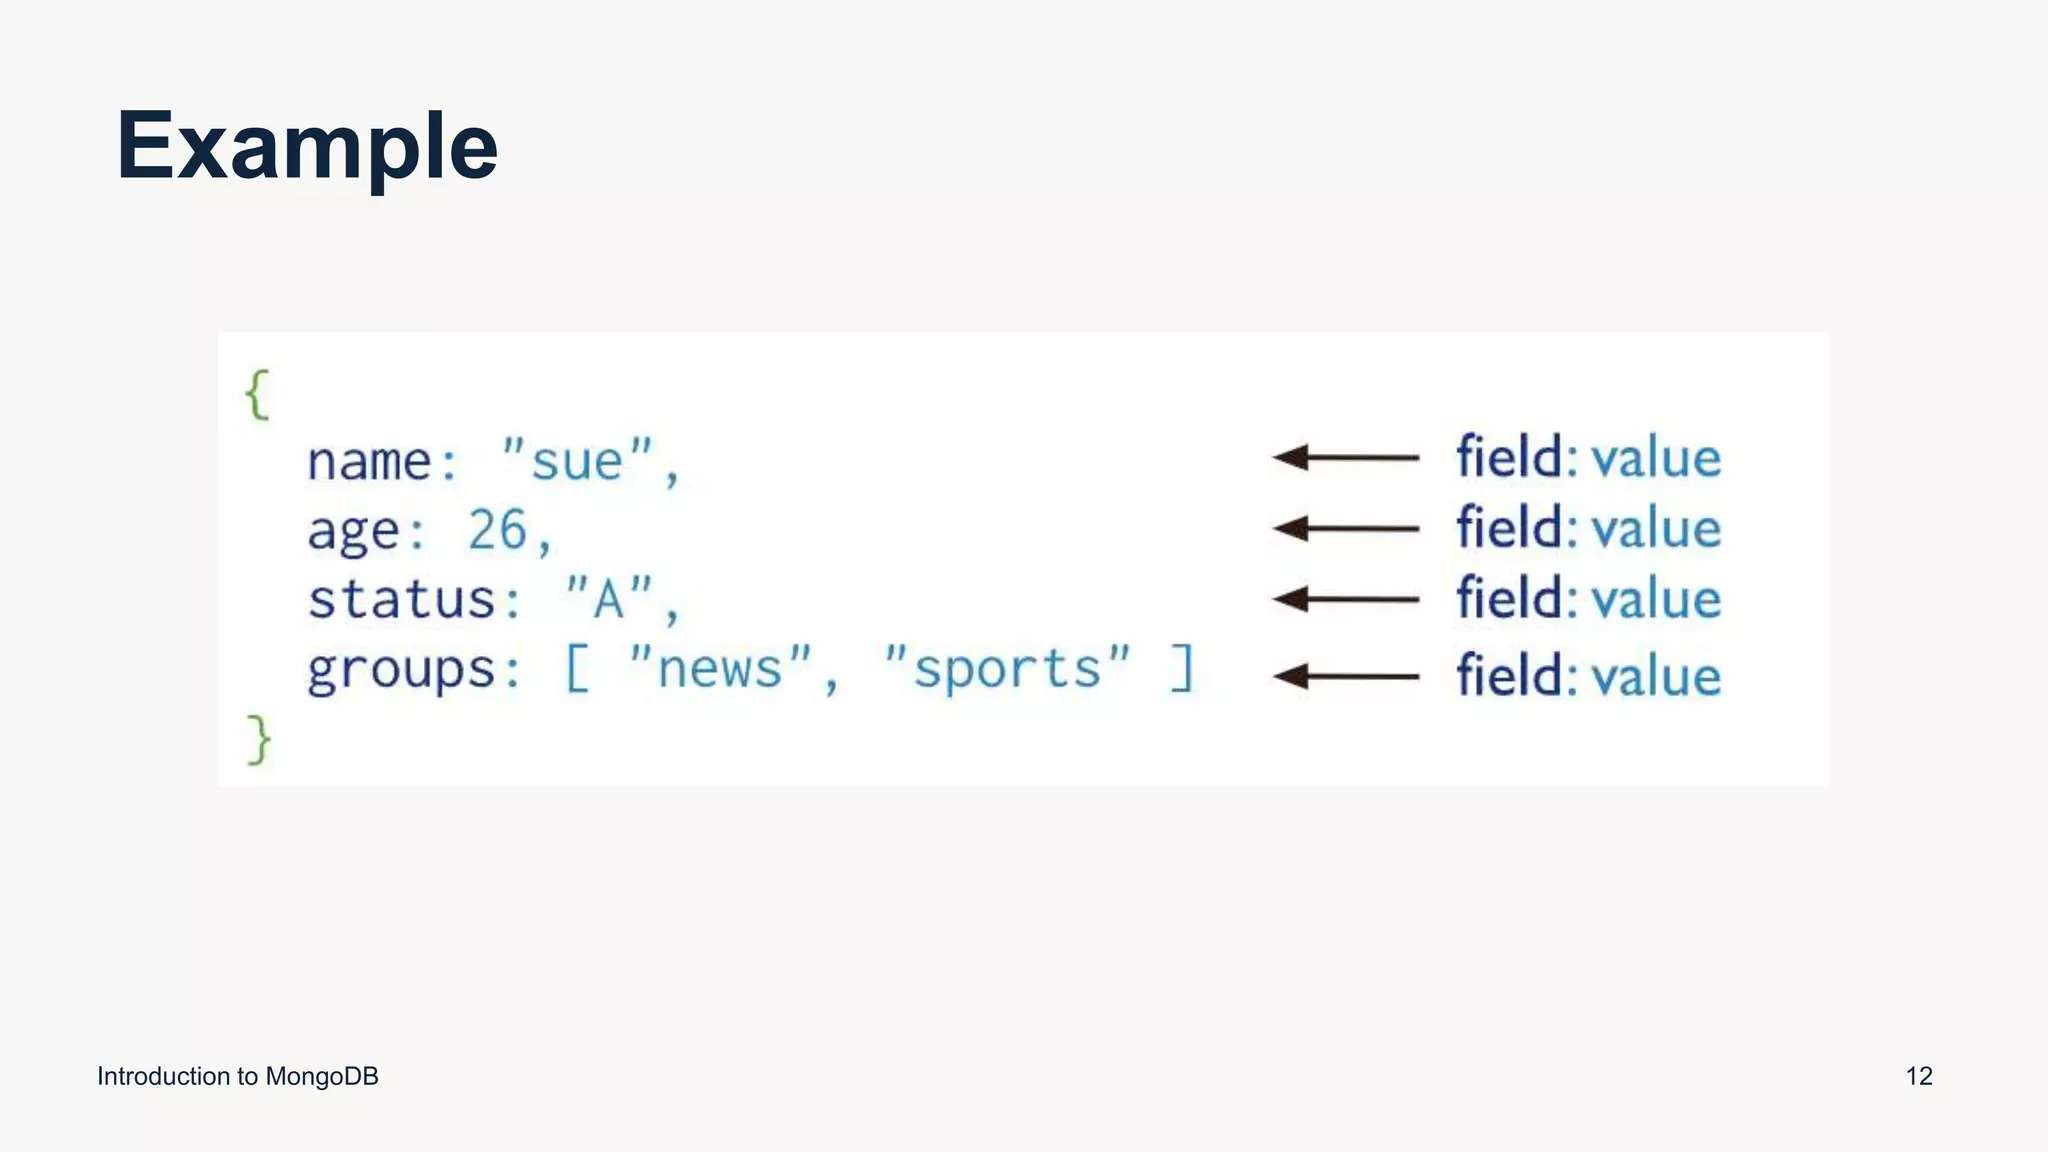 Example
{
name: "sue", field: value
age: 26, field: value
status: "A", field: value
groups: [ "news", "sports" ] field: value
}
Introduction to MongoDB 12